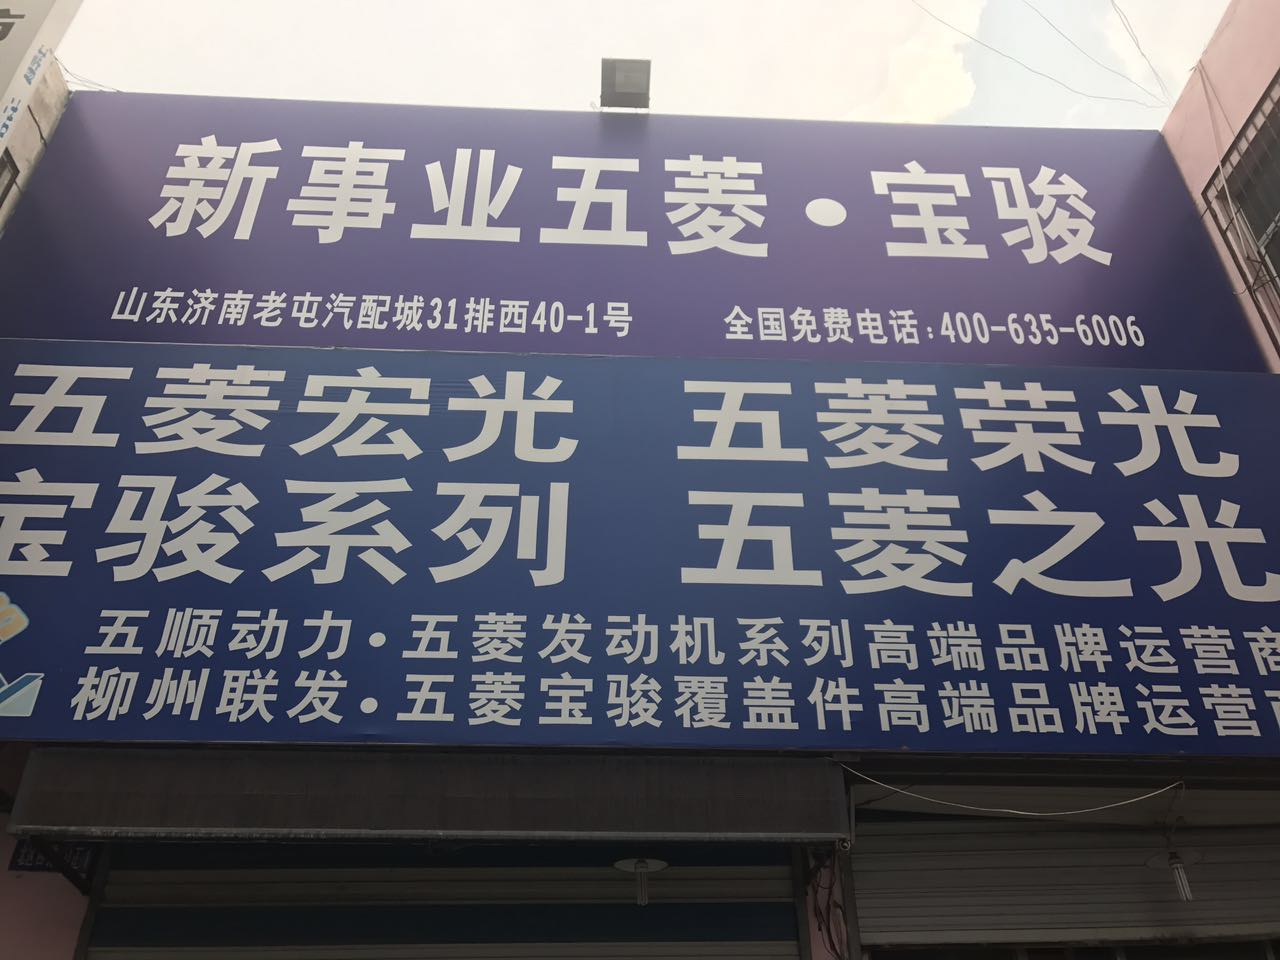 新事业五菱·宝骏
山东济南老屯汽配城31排西40-1号 全国免费电话:400-635-6006
五菱宏光 五菱荣光
宝骏系列 五菱之光
五顺动力·五菱发动机系列高端品牌运营商
柳州联发·五菱宝骏覆盖件高端品牌运营商